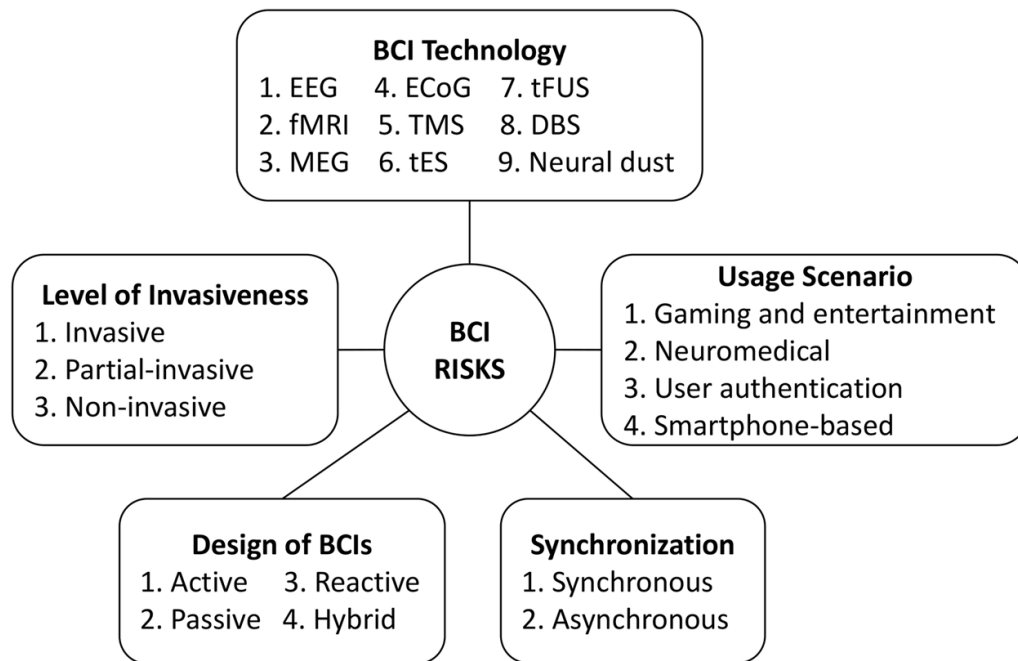 BCI Technology
1. EEG 4. ECoG 7. tFUS
2. fMRI 5. TMS 8. DBS
3. MEG 6. tES 9. Neural dust
Level of Invasiveness
1. Invasive
2. Partial-invasive
3. Non-invasive
BCI
RISKS
Usage Scenario
1. Gaming and entertainment
2. Neuromedical
3. User authentication
4. Smartphone-based
Design of BCIs
1. Active 3. Reactive
2. Passive 4. Hybrid
Synchronization
1. Synchronous
2. Asynchronous